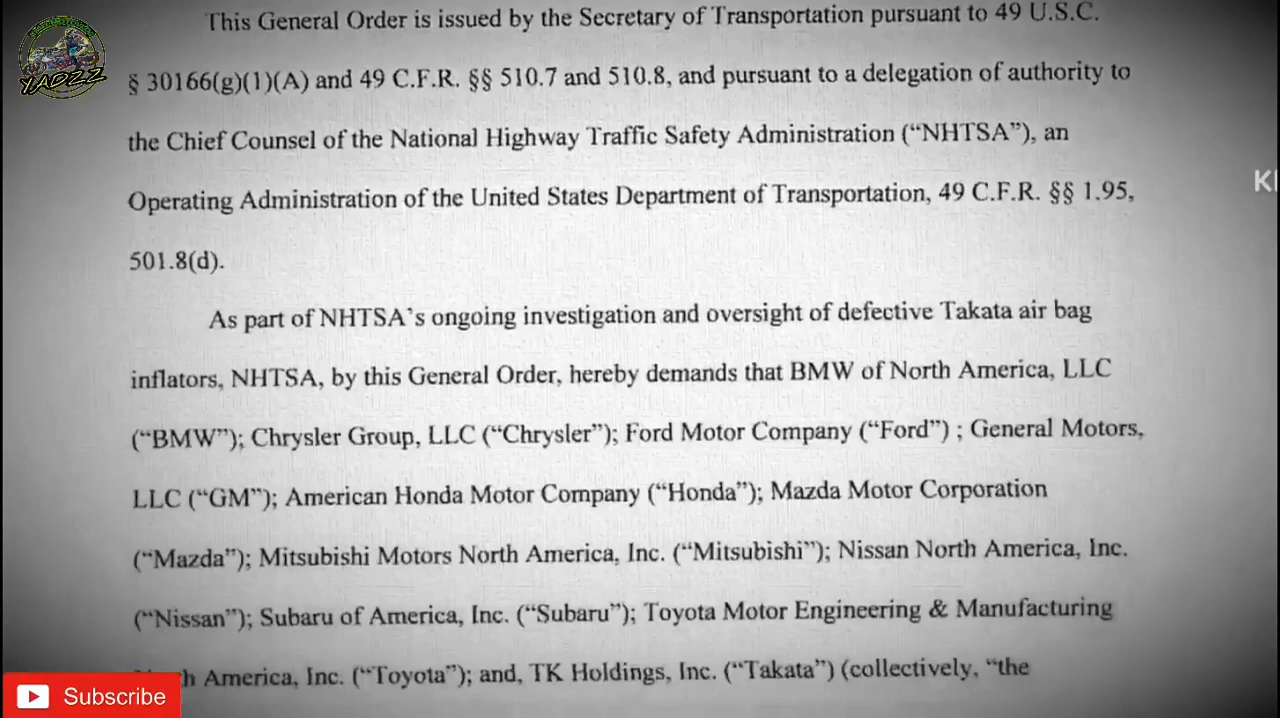 This General Order is issued by the Secretary of Transportation pursuant to 49 U.S.C.
§ 30166(g)(1)(A) and 49 C.F.R. §§ 510.7 and 510.8, and pursuant to a delegation of authority to
the Chief Counsel of the National Highway Traffic Safety Administration (“NHTSA”), an
Operating Administration of the United States Department of Transportation, 49 C.F.R. §§ 1.95,
501.8(d).
As part of NHTSA’s ongoing investigation and oversight of defective Takata air bag
inflators, NHTSA, by this General Order, hereby demands that BMW of North America, LLC
(“BMW”); Chrysler Group, LLC (“Chrysler”); Ford Motor Company (“Ford”) ; General Motors,
LLC (“GM”); American Honda Motor Company (“Honda”); Mazda Motor Corporation
(“Mazda”); Mitsubishi Motors North America, Inc. (“Mitsubishi”); Nissan North America, Inc.
(“Nissan”); Subaru of America, Inc. (“Subaru”); Toyota Motor Engineering & Manufacturing
America, Inc. (“Toyota”); and, TK Holdings, Inc. (“Takata”) (collectively, “the
YADZZ
Subscribe